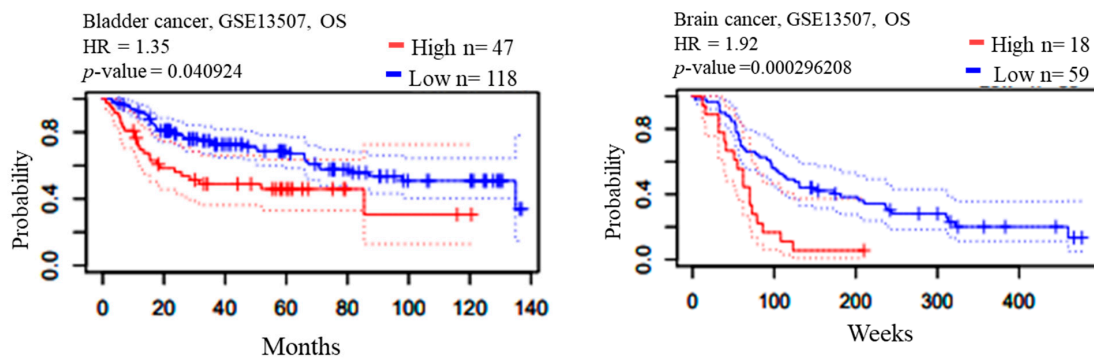 Bladder cancer, GSE13507, OS
HR = 1.35
p-value = 0.040924
High n= 47
Low n= 118
Probability
0.8
0.4
0.0
0 20 40 60 80 100 120 140
Months
Brain cancer, GSE13507, OS
HR = 1.92
p-value =0.000296208
High n= 18
Low n= 59
Probability
0.8
0.4
0.0
0 100 200 300 400
Weeks